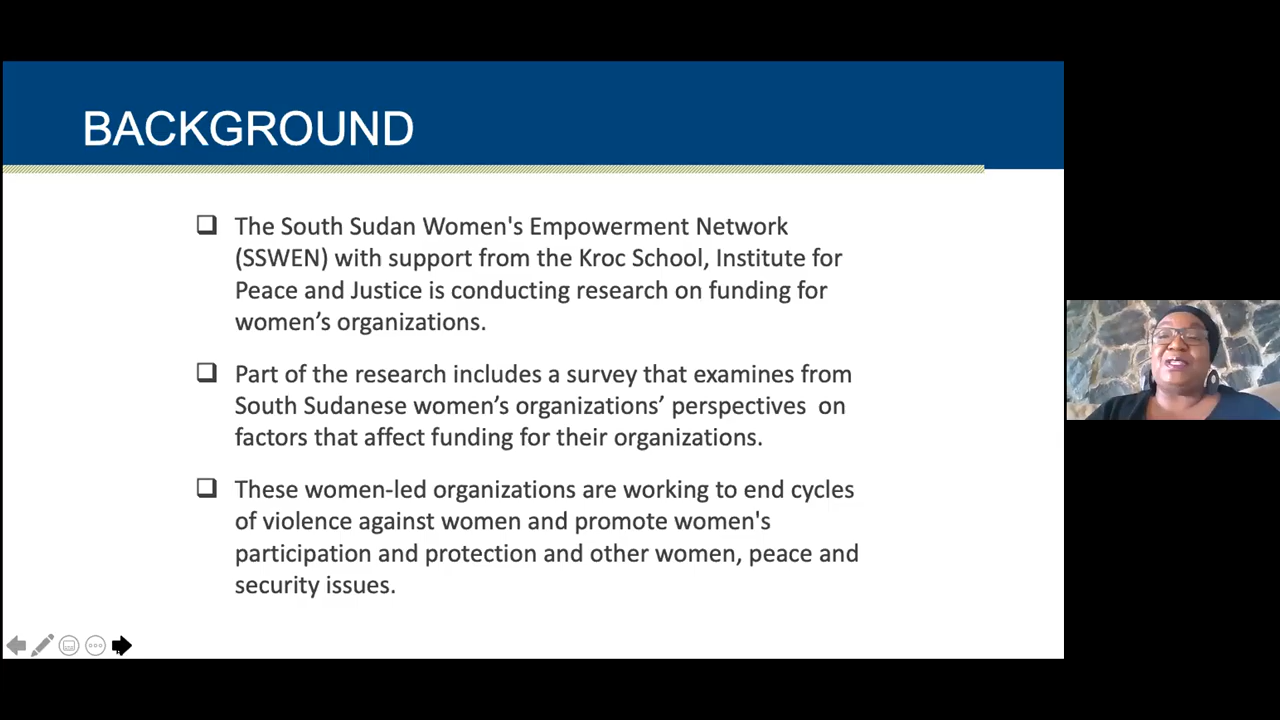 BACKGROUND
The South Sudan Women's Empowerment Network
(SSWEN) with support from the Kroc School, Institute for
Peace and Justice is conducting research on funding for
women’s organizations.
Part of the research includes a survey that examines from
South Sudanese women’s organizations’ perspectives on
factors that affect funding for their organizations.
These women-led organizations are working to end cycles
of violence against women and promote women's
participation and protection and other women, peace and
security issues.